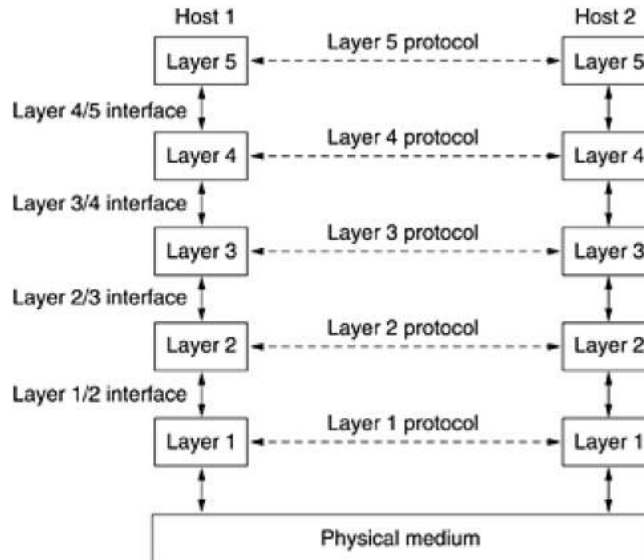 Host 1
Host 2
Layer 5 protocol
Layer 5
Layer 5
Layer 4/5 interface
Layer 4 protocol
Layer 4
Layer 4
Layer 3/4 interface
Layer 3 protocol
Layer 3
Layer 3
Layer 2/3 interface
Layer 2 protocol
Layer 2
Layer 2
Layer 1/2 interface
Layer 1 protocol
Layer 1
Layer 1
Physical medium